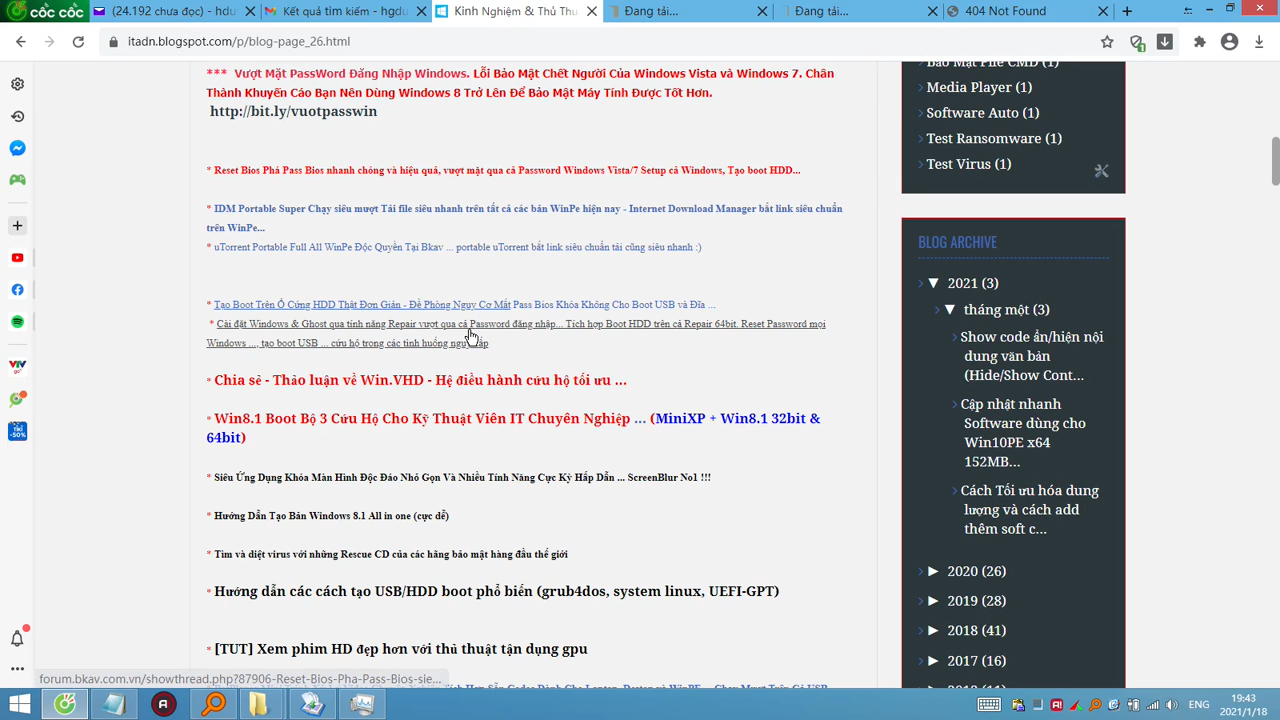 CỐC CỐC
(24.192 chưa đọc) - hdu
Kết quả tìm kiếm - hgdu
Kinh Nghiệm & Thủ Thu
Đang tải...
Đang tải...
404 Not Found
itadn.blogspot.com/p/blog-page_26.html
*** Vượt Mặt PassWord Đăng Nhập Windows. Lỗi Bảo Mật Chết Người Của Windows Vista và Windows 7. Chân
Thành Khuyến Cáo Bạn Nên Dùng Windows 8 Trở Lên Để Bảo Mật Máy Tính Được Tốt Hơn.
http://bit.ly/vuotpasswin
* Reset Bios Phá Pass Bios nhanh chóng và hiệu quả, vượt mặt qua cả Password Windows Vista/7 Setup cả Windows, Tạo boot HDD...
* IDM Portable Super Chạy siêu mượt Tải file siêu nhanh trên tất cả các bản WinPe hiện nay - Internet Download Manager bắt link siêu chuẩn
trên WinPe...
* uTorrent Portable Full All WinPe Độc Quyền Tại Bkav ... portable uTorrent bắt link siêu chuẩn tải cũng siêu nhanh :)
* Tạo Boot Trên Ổ Cứng HDD Thật Đơn Giản - Đề Phòng Nguy Cơ Mất Pass Bios Khóa Không Cho Boot USB và Đĩa ...
* Cài đặt Windows & Ghost qua tính năng Repair vượt qua cả Password đăng nhập... Tích hợp Boot HDD trên cả Repair 64bit. Reset Password mọi
Windows ..., tạo boot USB ... cứu hộ trong các tình huống nguy cấp
* Chia sẻ - Thảo luận về Win.VHD - Hệ điều hành cứu hộ tối ưu ...
* Win8.1 Boot Bộ 3 Cứu Hộ Cho Kỹ Thuật Viên IT Chuyên Nghiệp ... (MiniXP + Win8.1 32bit &
64bit)
* Siêu Ứng Dụng Khóa Màn Hình Độc Đáo Nhỏ Gọn Và Nhiều Tính Năng Cực Kỳ Hấp Dẫn ... ScreenBlur No1 !!!
* Hướng Dẫn Tạo Bản Windows 8.1 All in one (cực dễ)
* Tìm và diệt virus với những Rescue CD của các hãng bảo mật hàng đầu thế giới
* Hướng dẫn các cách tạo USB/HDD boot phổ biến (grub4dos, system linux, UEFI-GPT)
* [TUT] Xem phim HD đẹp hơn với thủ thuật tận dụng gpu
Bảo Mật File CMD (1)
Media Player (1)
Software Auto (1)
Test Ransomware (1)
Test Virus (1)
BLOG ARCHIVE
▼ 2021 (3)
▼ tháng một (3)
Show code ẩn/hiện nội
dung văn bản
(Hide/Show Cont...
Cập nhật nhanh
Software dùng cho
Win10PE x64
152MB...
Cách Tối ưu hóa dung
lượng và cách add
thêm soft c...
► 2020 (26)
► 2019 (28)
► 2018 (41)
► 2017 (16)
forum.bkav.com.vn/showthread.php?87906-Reset-Bios-Pha-Pass-Bios-sie...
ENG
19:43
2021/1/18